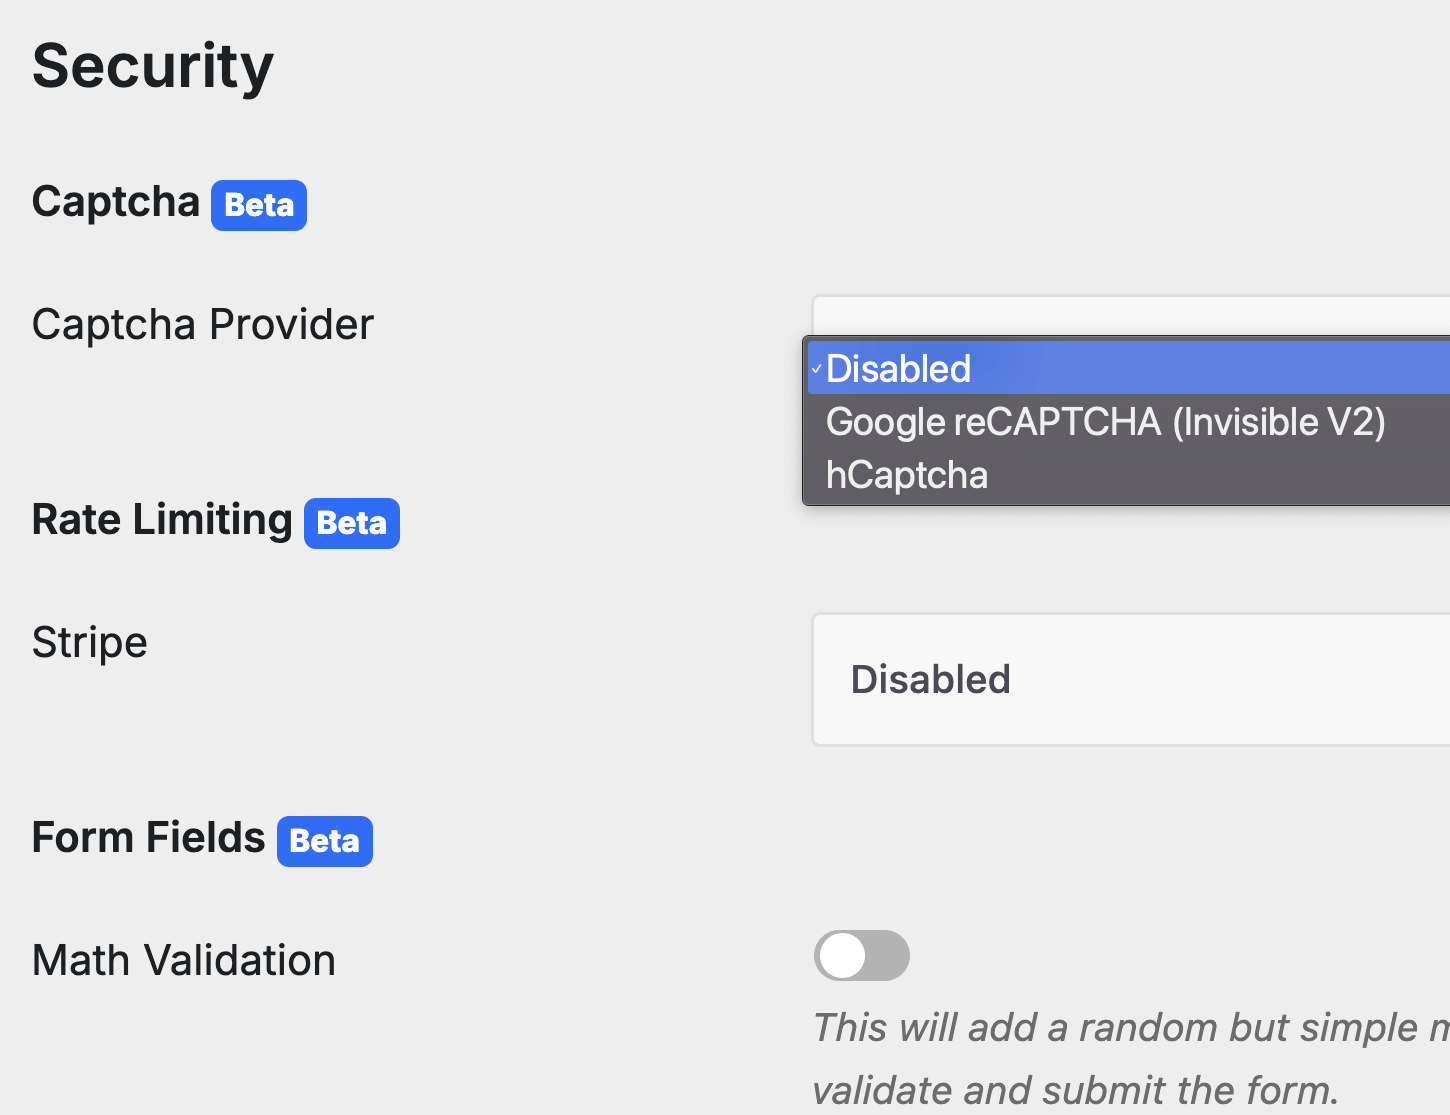 Security
Captcha Beta
Captcha Provider
✓ Disabled
Google reCAPTCHA (Invisible V2)
hCaptcha
Rate Limiting Beta
Stripe
Disabled
Form Fields Beta
Math Validation
This will add a random but simple
validate and submit the form.